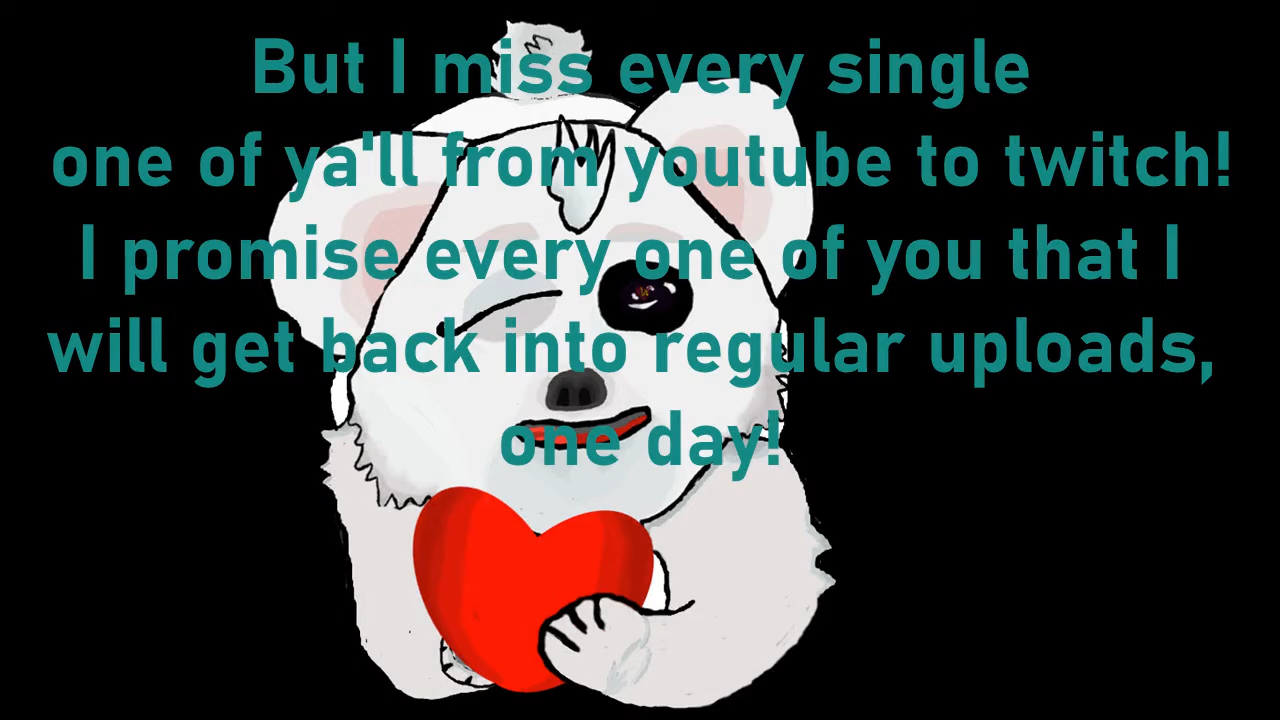 But I miss every single
one of ya'll from youtube to twitch!
I promise every one of you that I
will get back into regular uploads,
one day!